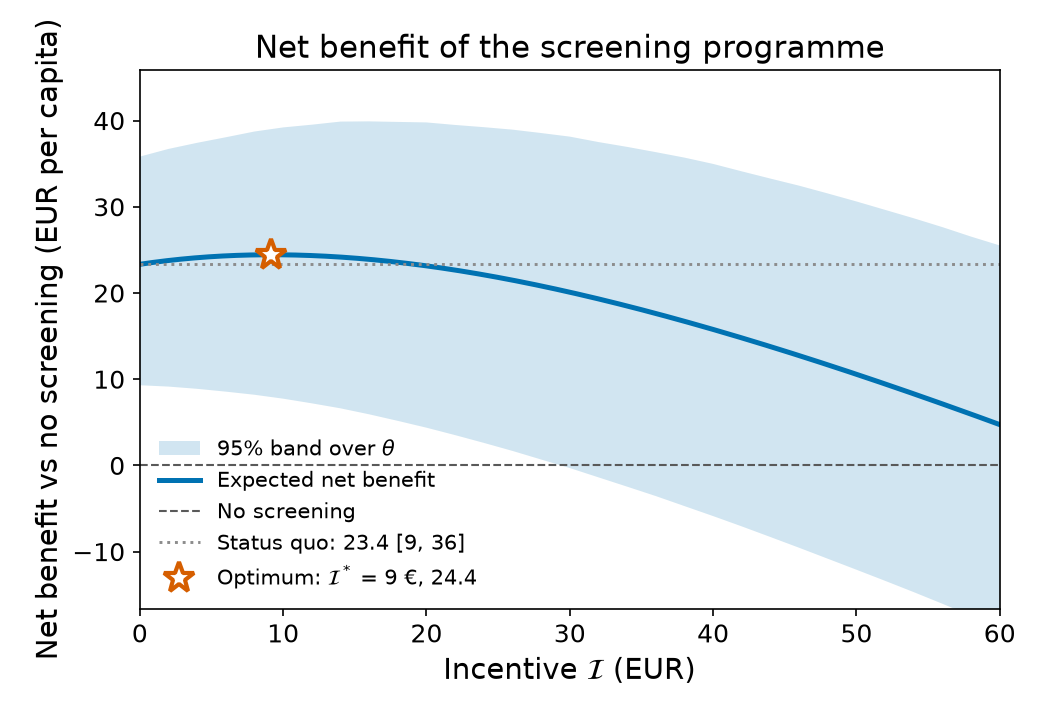 Net benefit of the screening programme
Net benefit vs no screening (EUR per capita)
40
30
20
10
0
−10
95% band over θ
Expected net benefit
No screening
Status quo: 23.4 [9, 36]
Optimum: ℐ* = 9 €, 24.4
0 10 20 30 40 50 60
Incentive ℐ (EUR)